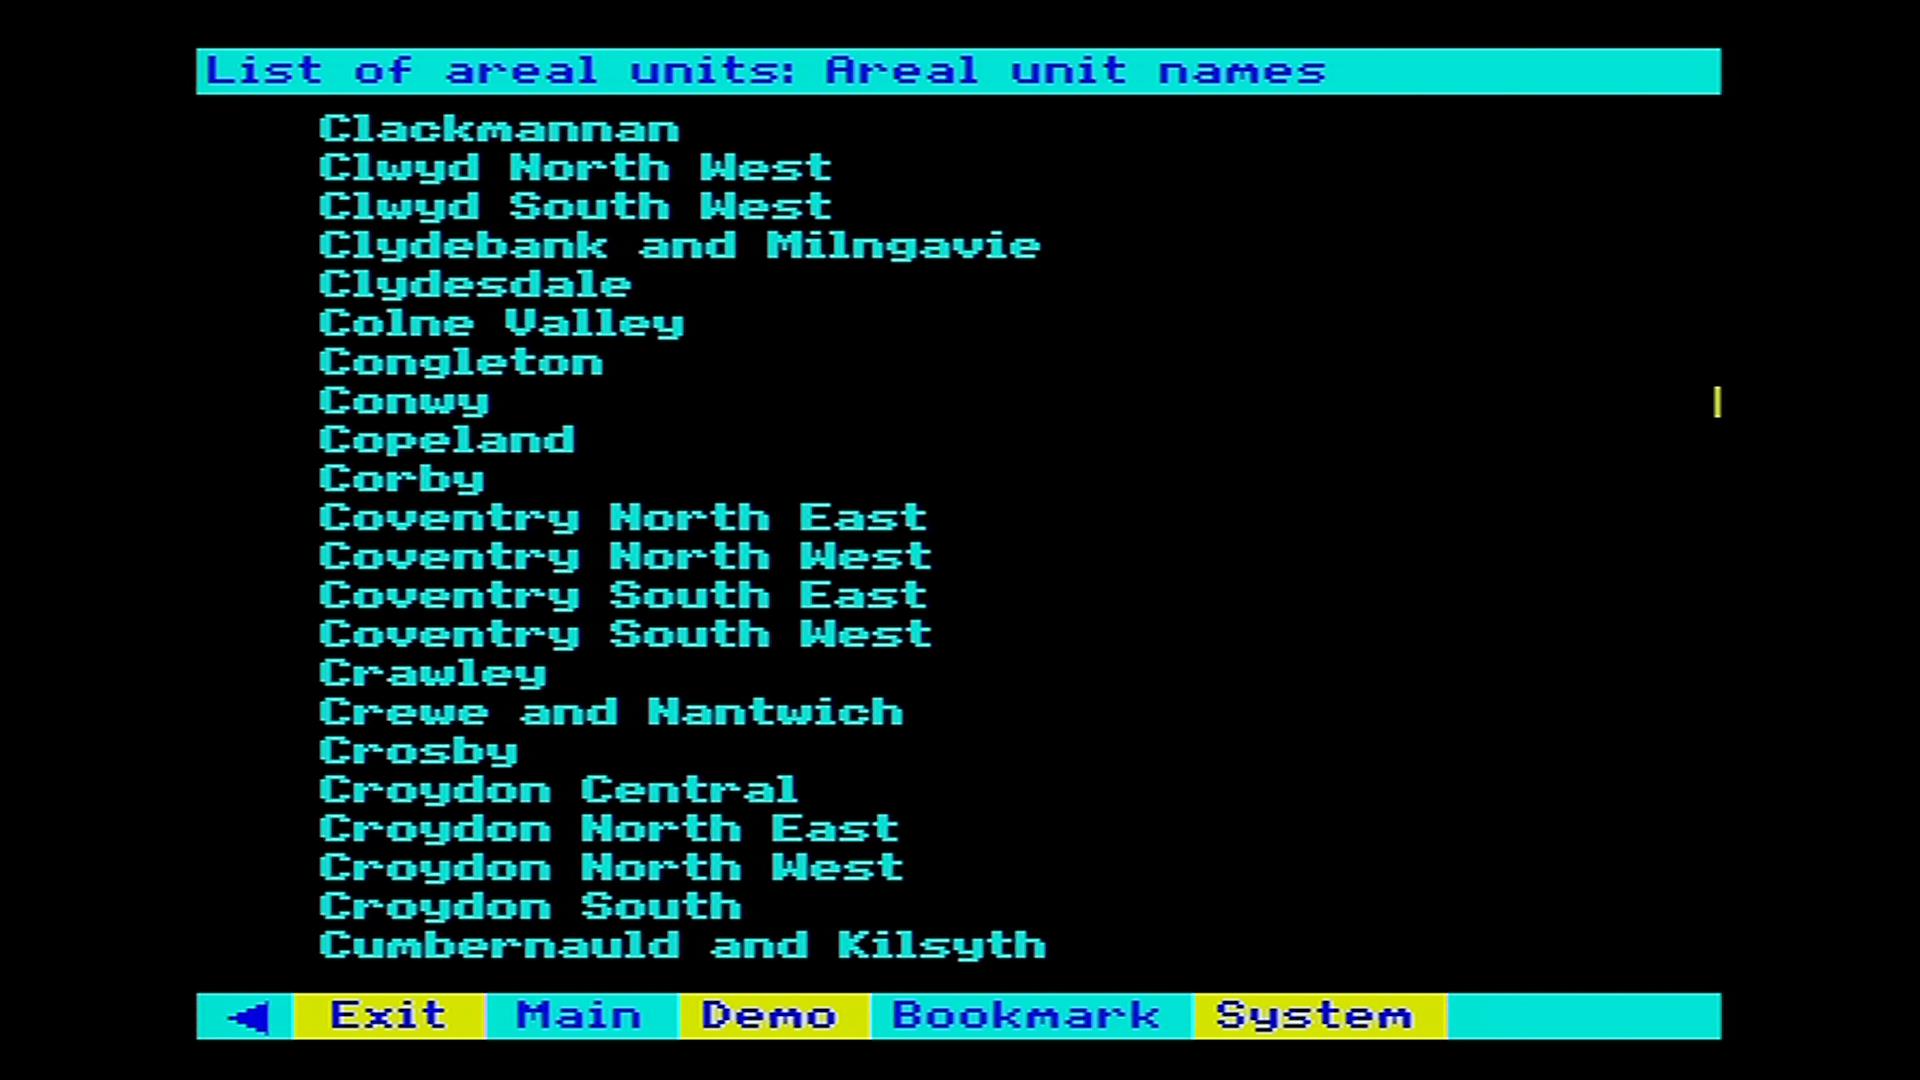 List of areal units: Areal unit names
Clackmannan
Clwyd North West
Clwyd South West
Clydebank and Milngavie
Clydesdale
Colne Valley
Congleton
Conwy
Copeland
Corby
Coventry North East
Coventry North West
Coventry South East
Coventry South West
Crawley
Crewe and Nantwich
Crosby
Croydon Central
Croydon North East
Croydon North West
Croydon South
Cumbernauld and Kilsyth
Exit Main Demo Bookmark System